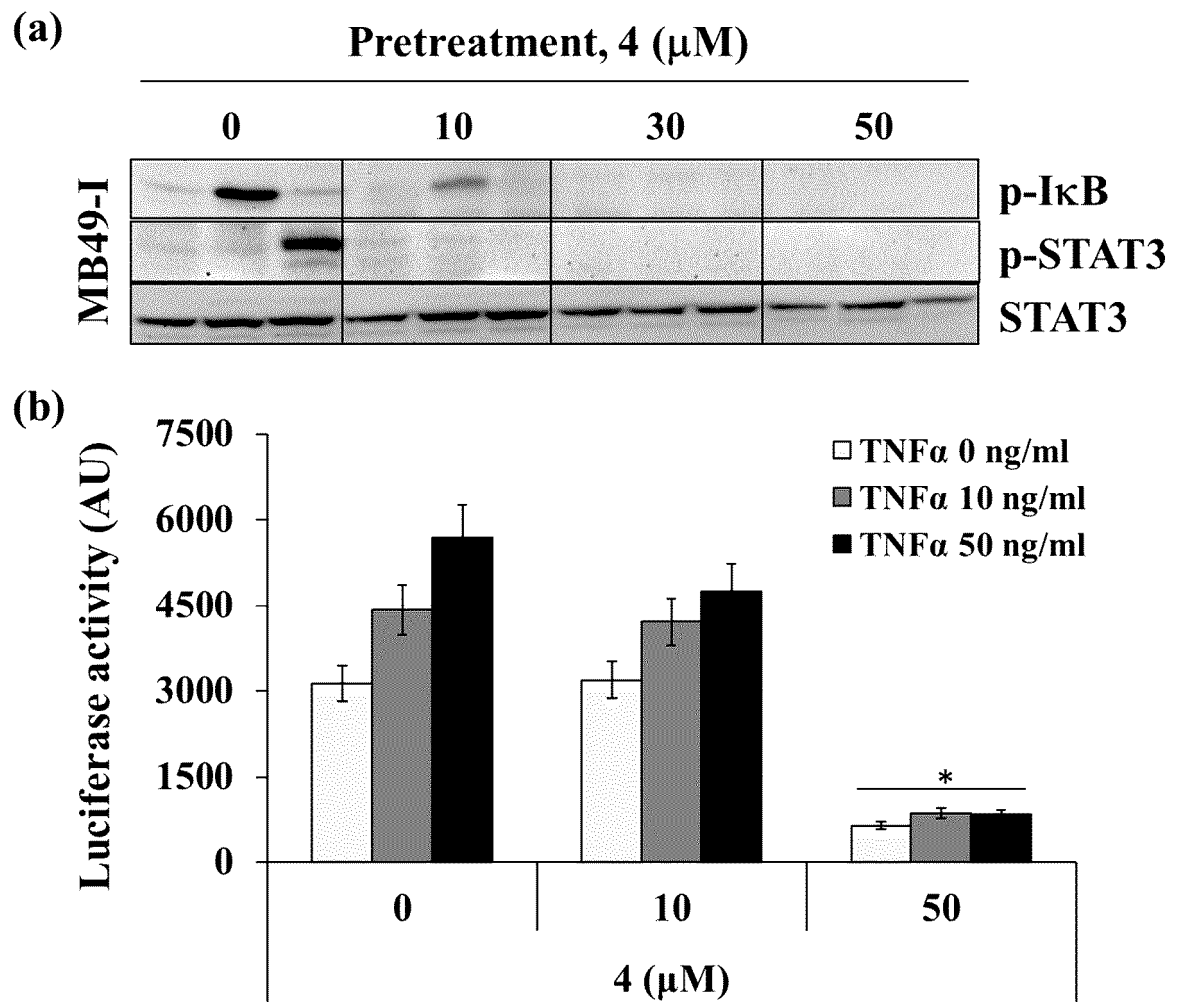 (a)
Pretreatment, 4 (μM)
0 10 30 50
MB49-I
p-IκB
p-STAT3
STAT3
(b)
Luciferase activity (AU)
7500
6000
4500
3000
1500
0
TNFα 0 ng/ml
TNFα 10 ng/ml
TNFα 50 ng/ml
*
0 10 50
4 (μM)